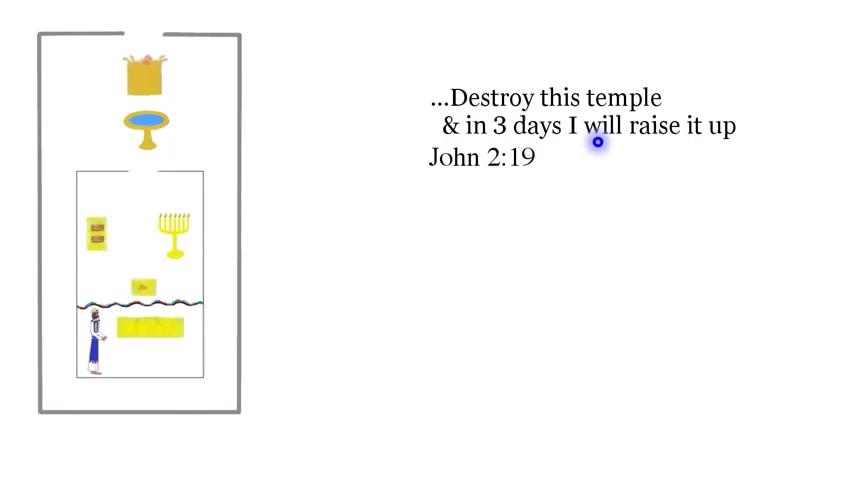 ...Destroy this temple
& in 3 days I will raise it up
John 2:19